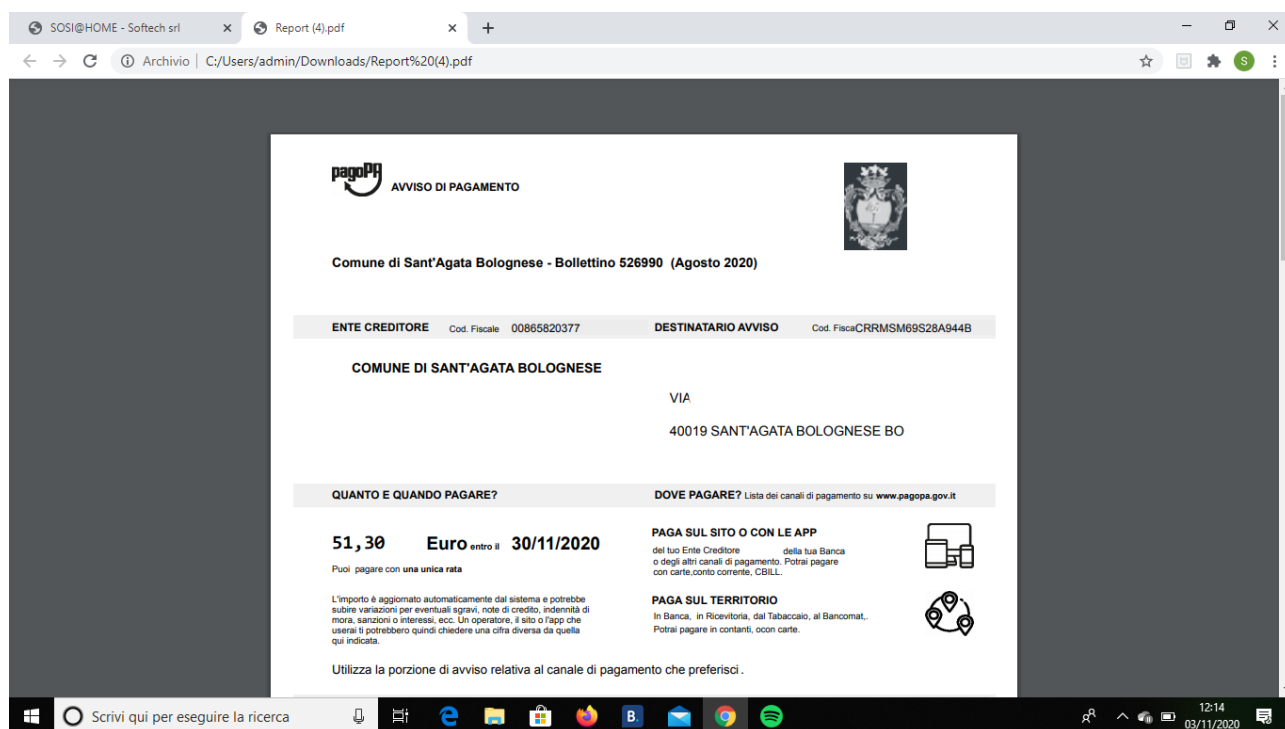 SOSI@HOME - Softech srl
Report (4).pdf
Archivio | C:/Users/admin/Downloads/Report%20(4).pdf
S
pagoPA
AVVISO DI PAGAMENTO
Comune di Sant'Agata Bolognese - Bollettino 526990 (Agosto 2020)
ENTE CREDITORE Cod. Fiscale 00865820377
DESTINATARIO AVVISO Cod. FiscaCRRMSM69S28A944B
COMUNE DI SANT'AGATA BOLOGNESE
VIA
40019 SANT'AGATA BOLOGNESE BO
QUANTO E QUANDO PAGARE?
DOVE PAGARE? Lista dei canali di pagamento su www.pagopa.gov.it
51,30 Euro entro il 30/11/2020
Puoi pagare con una unica rata
L'importo è aggiornato automaticamente dal sistema e potrebbe
subire variazioni per eventuali sgravi, note di credito, indennità di
mora, sanzioni o interessi, ecc. Un operatore, il sito o l'app che
userai ti potrebbero quindi chiedere una cifra diversa da quella
qui indicata.
PAGA SUL SITO O CON LE APP
del tuo Ente Creditore della tua Banca
o degli altri canali di pagamento. Potrai pagare
con carte,conto corrente, CBILL.
PAGA SUL TERRITORIO
In Banca, in Ricevitoria, dal Tabaccaio, al Bancomat,.
Potrai pagare in contanti, ocon carte.
Utilizza la porzione di avviso relativa al canale di pagamento che preferisci.
Scrivi qui per eseguire la ricerca
B.
12:14
03/11/2020